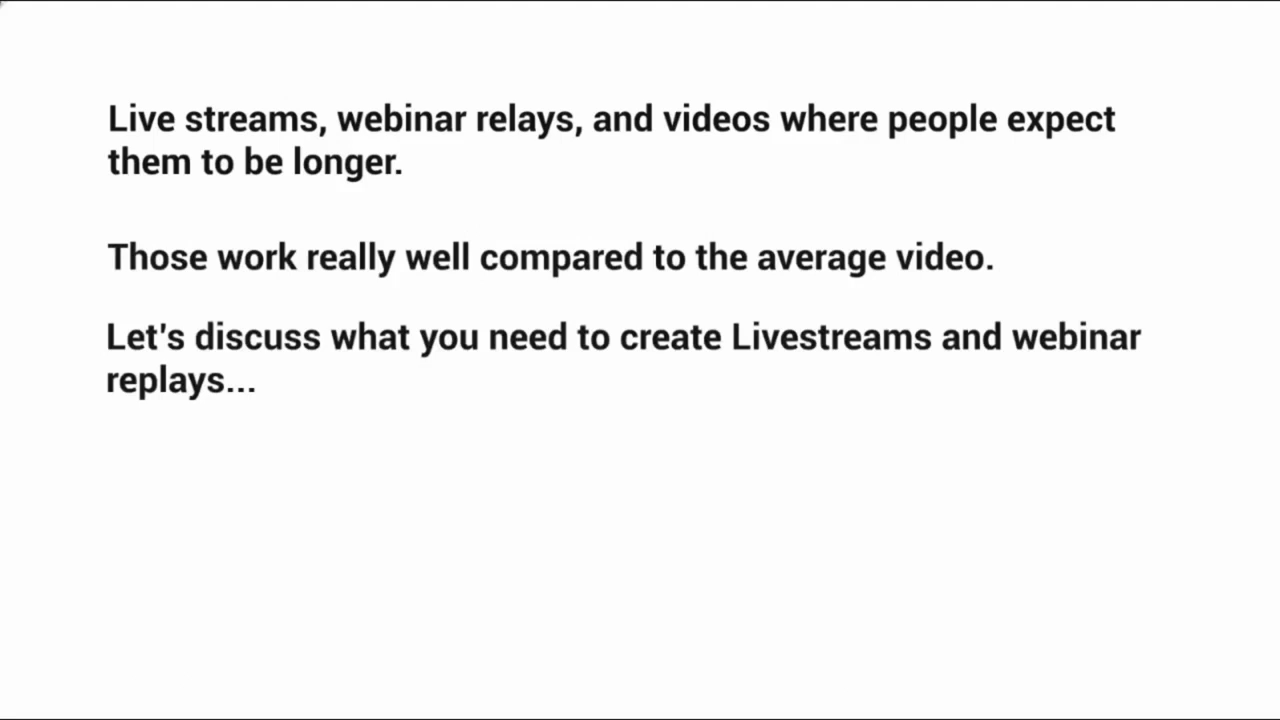 Live streams, webinar relays, and videos where people expect
them to be longer.
Those work really well compared to the average video.
Let's discuss what you need to create Livestreams and webinar
replays...